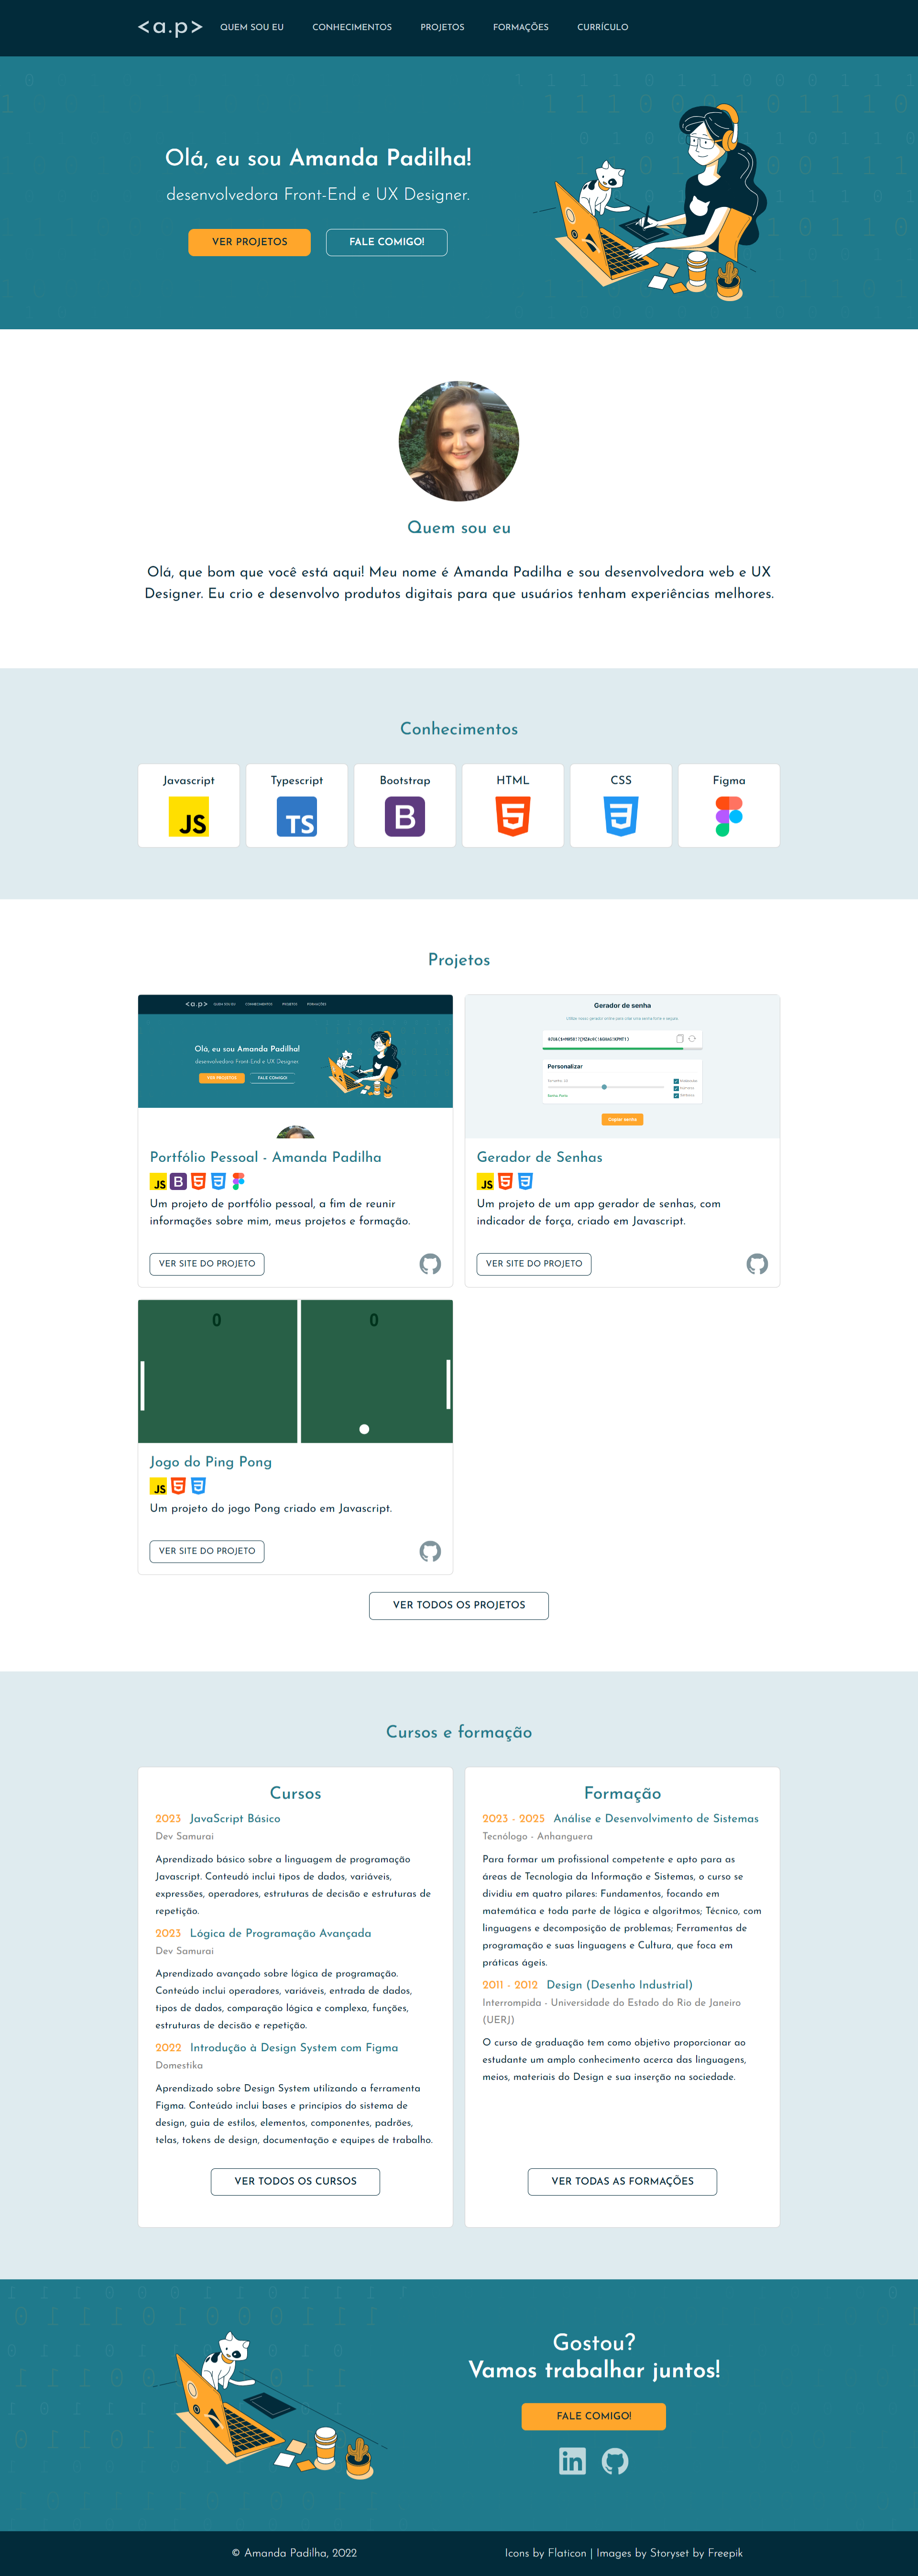 <a.p> QUEM SOU EU CONHECIMENTOS PROJETOS FORMAÇÕES CURRÍCULO
Olá, eu sou Amanda Padilha!
desenvolvedora Front-End e UX Designer.
VER PROJETOS FALE COMIGO!
Quem sou eu
Olá, que bom que você está aqui! Meu nome é Amanda Padilha e sou desenvolvedora web e UX
Designer. Eu crio e desenvolvo produtos digitais para que usuários tenham experiências melhores.
Conhecimentos
Javascript Typescript Bootstrap HTML CSS Figma
JS TS B 5 3
Projetos
<a.p> QUEM SOU EU CONHECIMENTOS PROJETOS FORMAÇÕES
Olá, eu sou Amanda Padilha!
desenvolvedora Front-End e UX Designer.
VER PROJETOS FALE COMIGO!
Portfólio Pessoal - Amanda Padilha
JS B 5 3
Um projeto de portfólio pessoal, a fim de reunir
informações sobre mim, meus projetos e formação.
VER SITE DO PROJETO
Gerador de senha
Personalizar
Copiar senha
Gerador de Senhas
JS 5 3
Um projeto de um app gerador de senhas, com
indicador de força, criado em Javascript.
VER SITE DO PROJETO
0 0
Jogo do Ping Pong
JS 5 3
Um projeto do jogo Pong criado em Javascript.
VER SITE DO PROJETO
VER TODOS OS PROJETOS
Cursos e formação
Cursos
2023 JavaScript Básico
Dev Samurai
Aprendizado básico sobre a linguagem de programação
Javascript. Conteudó inclui tipos de dados, variáveis,
expressões, operadores, estruturas de decisão e estruturas de
repetição.
2023 Lógica de Programação Avançada
Dev Samurai
Aprendizado avançado sobre lógica de programação.
Conteúdo inclui operadores, variáveis, entrada de dados,
tipos de dados, comparação lógica e complexa, funções,
estruturas de decisão e repetição.
2022 Introdução à Design System com Figma
Domestika
Aprendizado sobre Design System utilizando a ferramenta
Figma. Conteúdo inclui bases e princípios do sistema de
design, guia de estilos, elementos, componentes, padrões,
telas, tokens de design, documentação e equipes de trabalho.
VER TODOS OS CURSOS
Formação
2023 - 2025 Análise e Desenvolvimento de Sistemas
Tecnólogo - Anhanguera
Para formar um profissional competente e apto para as
áreas de Tecnologia da Informação e Sistemas, o curso se
dividiu em quatro pilares: Fundamentos, focando em
matemática e toda parte de lógica e algoritmos; Técnico, com
linguagens e decomposição de problemas; Ferramentas de
programação e suas linguagens e Cultura, que foca em
práticas ágeis.
2011 - 2012 Design (Desenho Industrial)
Interrompida - Universidade do Estado do Rio de Janeiro
(UERJ)
O curso de graduação tem como objetivo proporcionar ao
estudante um amplo conhecimento acerca das linguagens,
meios, materiais do Design e sua inserção na sociedade.
VER TODAS AS FORMAÇÕES
Gostou?
Vamos trabalhar juntos!
FALE COMIGO!
in
© Amanda Padilha, 2022 Icons by Flaticon | Images by Storyset by Freepik